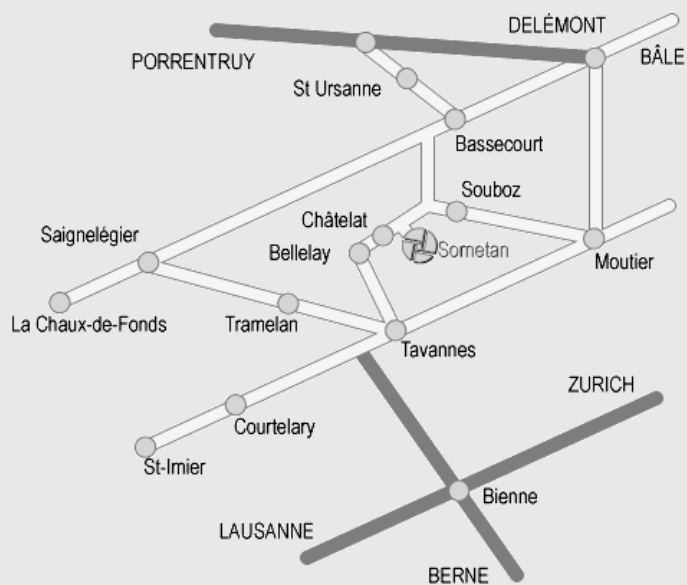 DELÉMONT
BÂLE
PORRENTRUY
St Ursanne
Bassecourt
Souboz
Châtelat
Saignelégier
Bellelay
Sornetan
Moutier
La Chaux-de-Fonds
Tramelan
Tavannes
ZURICH
Courtelary
St-Imier
Bienne
LAUSANNE
BERNE